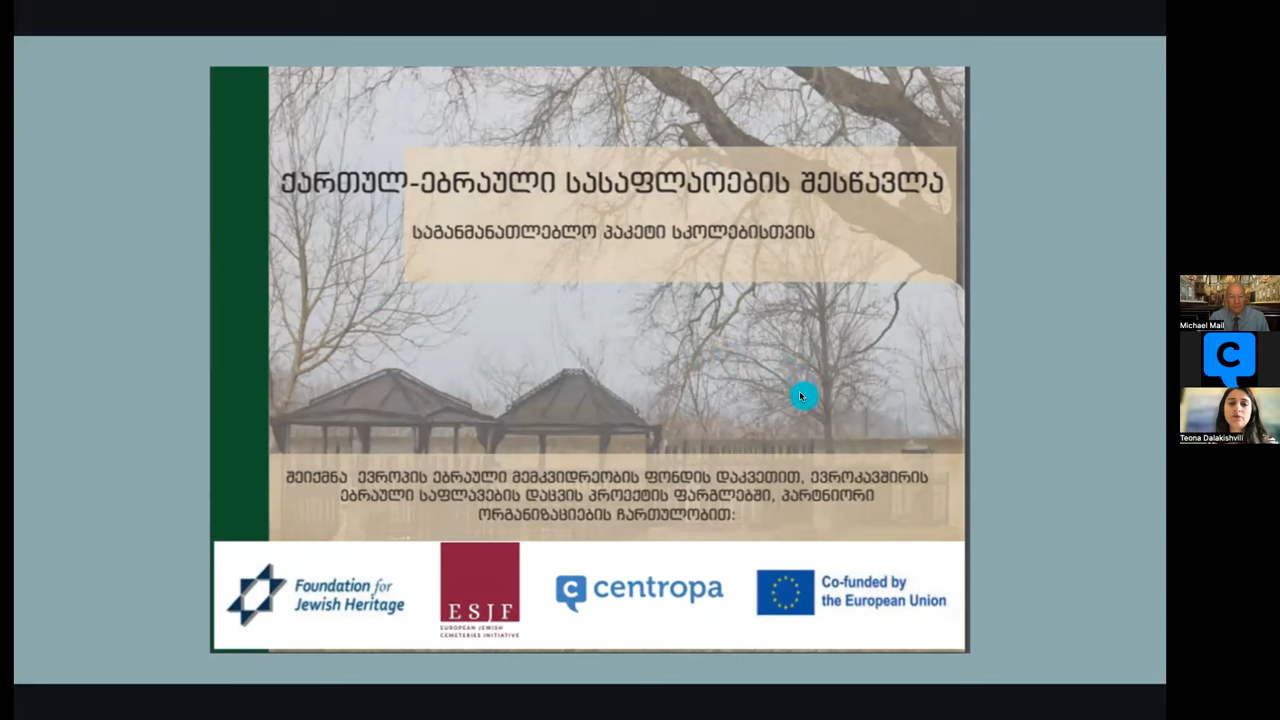 ქართულ-ებრაული სასაფლაოების შესწავლა
საგანმანათლებლო პაკეტი სკოლებისთვის
შეიქმნა ევროპის ებრაული მემკვიდრეობის ფონდის დაკვეთით, ევროკავშირის
ებრაული საფლავების დაცვის პროექტის ფარგლებში, პარტნიორი
ორგანიზაციების ჩართულობით:
Foundation for
Jewish Heritage
ESJF
EUROPEAN JEWISH
CEMETERIES INITIATIVE
centropa
Co-funded by
the European Union
Michael Mail
Teona Dalakishvili